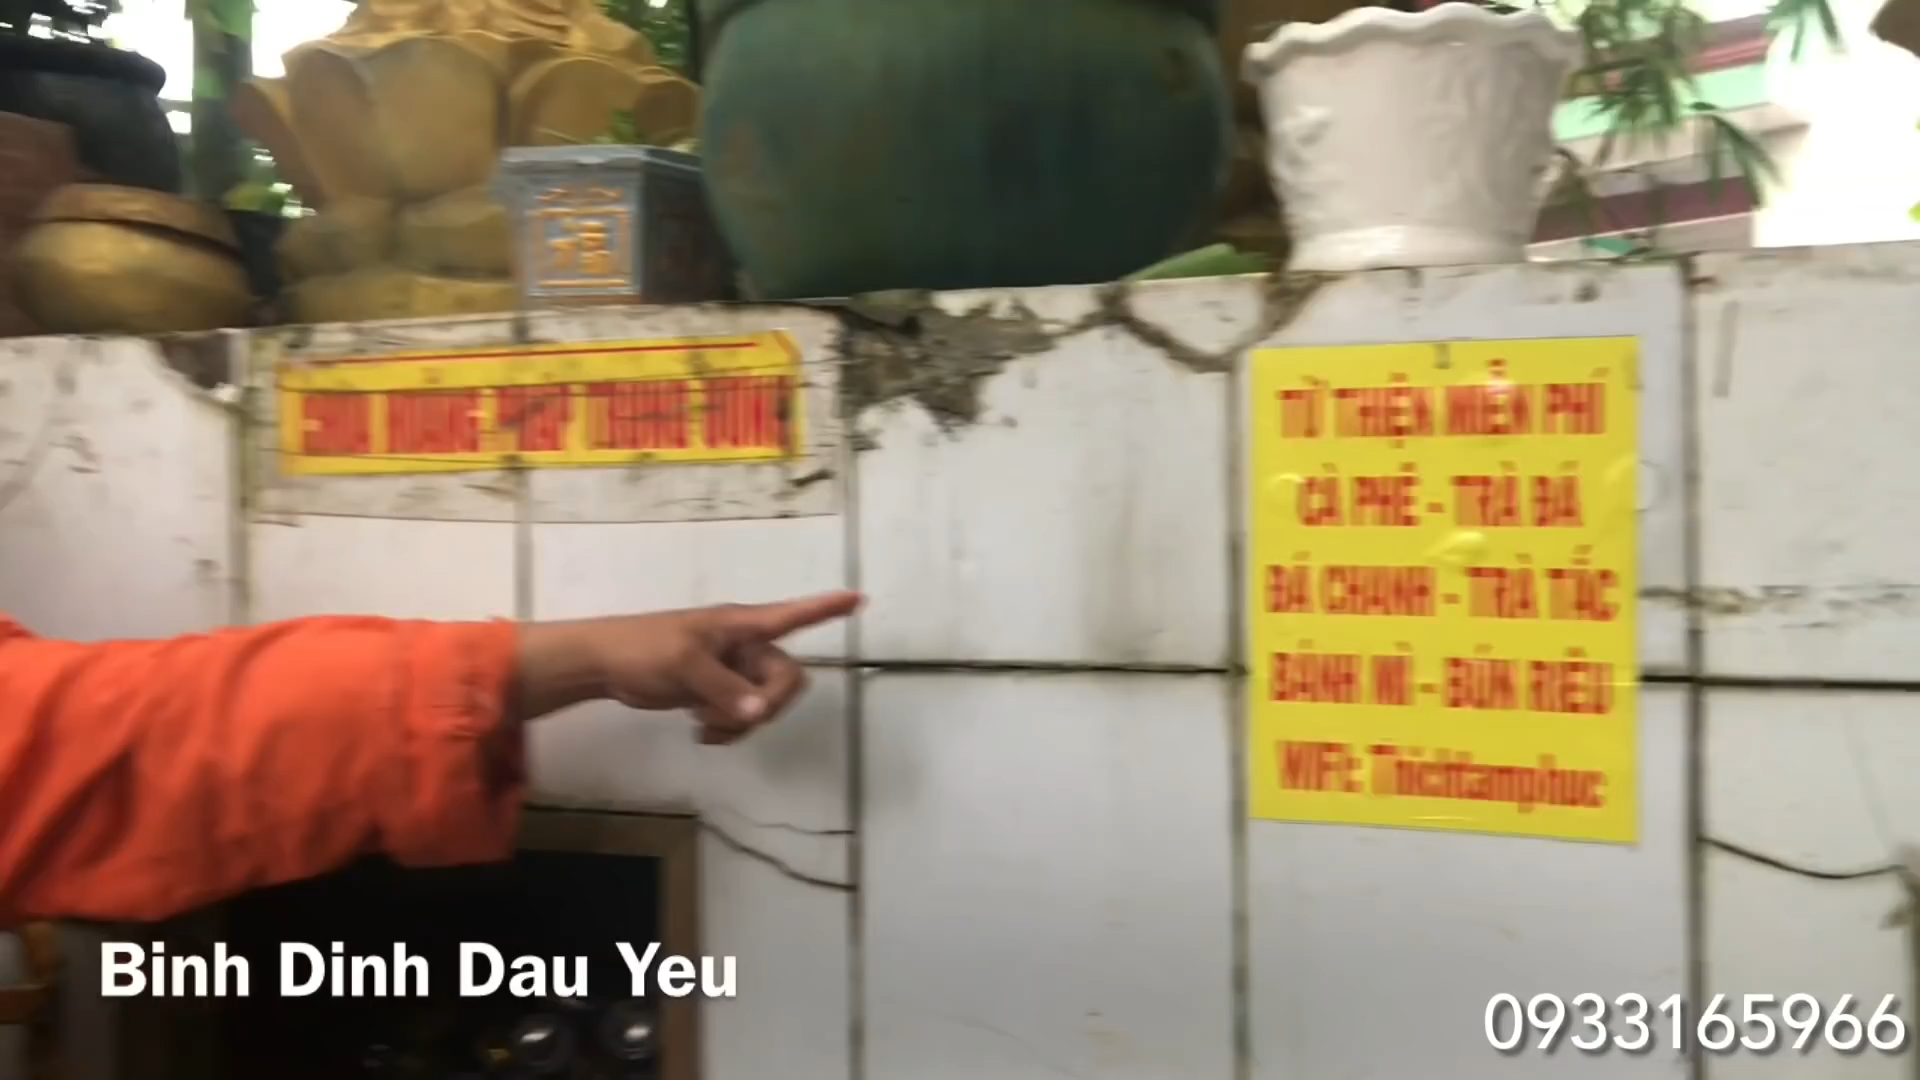 TỪ THIỆN MIỄN PHÍ
CÀ PHÊ - TRÀ ĐÁ
ĐÁ CHANH - TRÀ TẮC
BÁNH MÌ - BÚN RIÊU
WIFI: Thichtamphuc
Binh Dinh Dau Yeu
0933165966